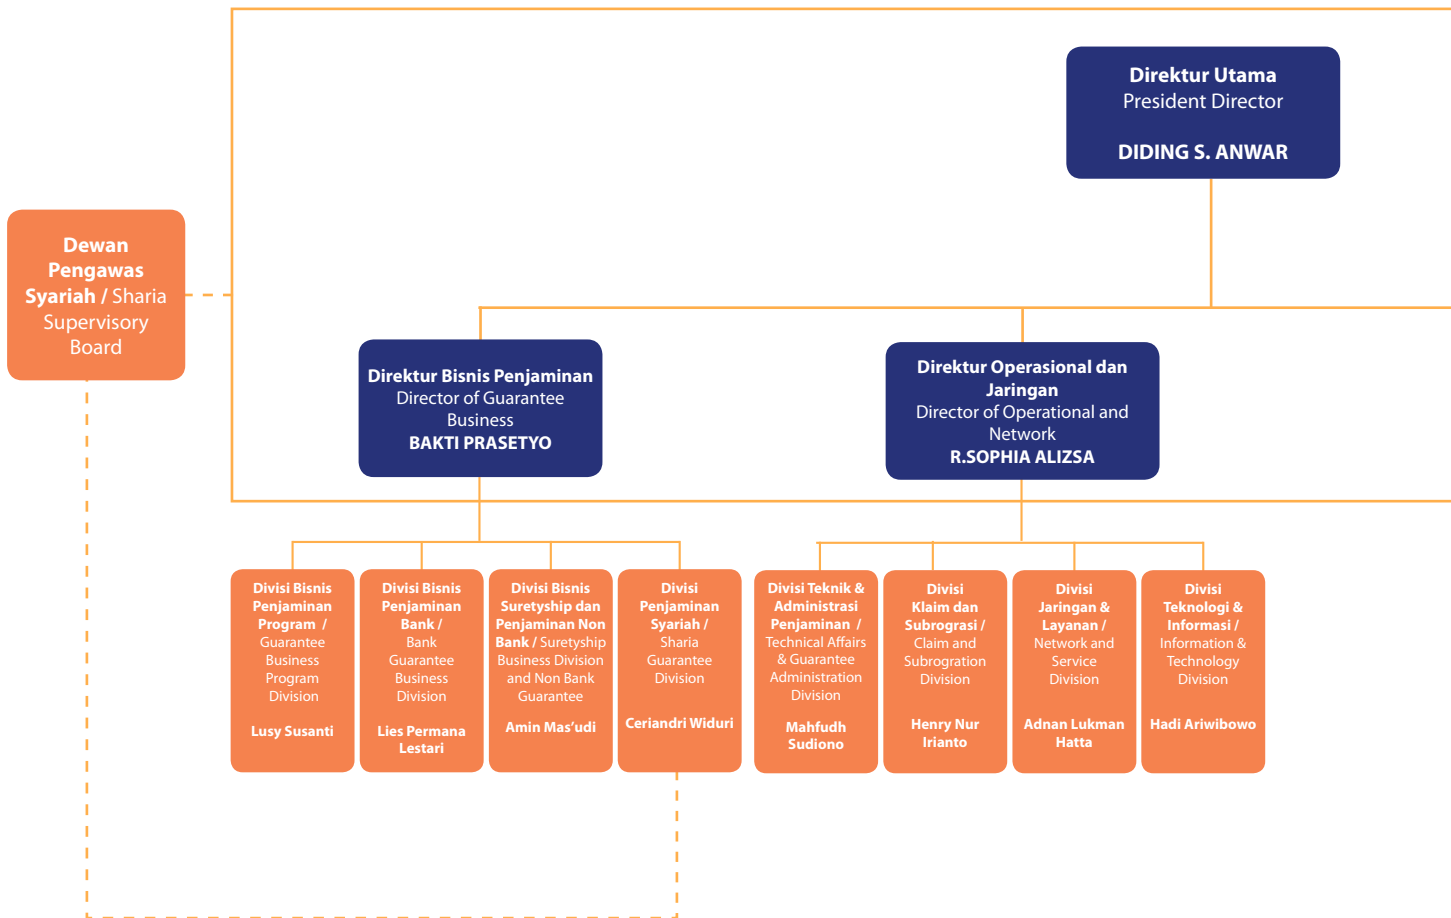 Direktur Utama
President Director
DIDING S. ANWAR
Dewan
Pengawas
Syariah / Sharia
Supervisory
Board
Direktur Bisnis Penjaminan
Director of Guarantee
Business
BAKTI PRASETYO
Direktur Operasional dan
Jaringan
Director of Operational and
Network
R.SOPHIA ALIZSA
Divisi Bisnis
Penjaminan
Program /
Guarantee
Business
Program
Division
Lusy Susanti
Divisi Bisnis
Penjaminan
Bank /
Bank
Guarantee
Business
Division
Lies Permana
Lestari
Divisi Bisnis
Suretyship dan
Penjaminan Non
Bank / Suretyship
Business Division
and Non Bank
Guarantee
Amin Mas’udi
Divisi
Penjaminan
Syariah /
Sharia
Guarantee
Division
Ceriandri Widuri
Divisi Teknik &
Administrasi
Penjaminan /
Technical Affairs
& Guarantee
Administration
Division
Mahfudh
Sudiono
Divisi
Klaim dan
Subrograsi /
Claim and
Subrogration
Division
Henry Nur
Irianto
Divisi
Jaringan &
Layanan /
Network and
Service
Division
Adnan Lukman
Hatta
Divisi
Teknologi &
Informasi /
Information &
Technology
Division
Hadi Ariwibowo